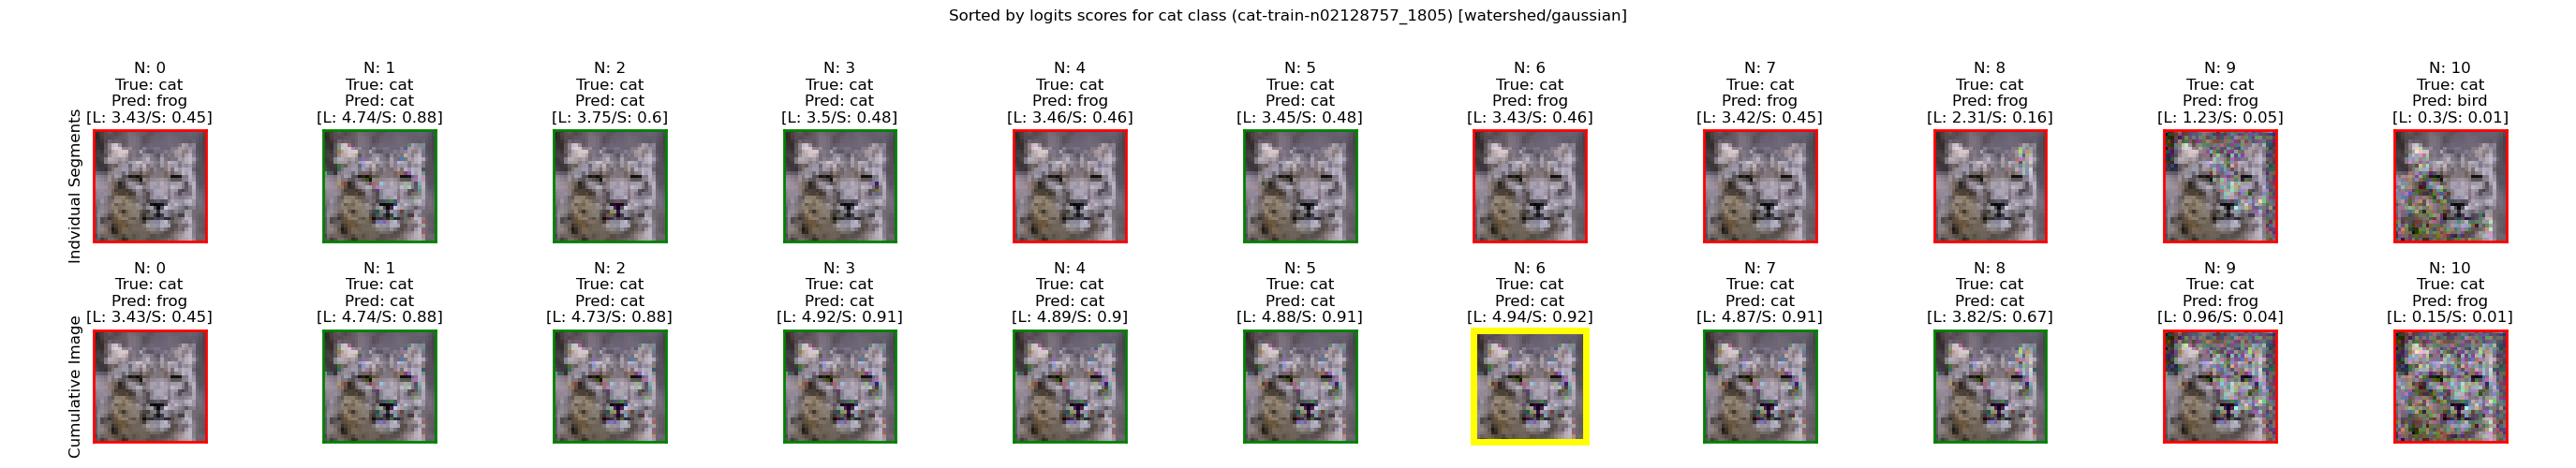 Sorted by logits scores for cat class (cat-train-n02128757_1805) [watershed/gaussian]
Indvidual Segments
N: 0
True: cat
Pred: frog
[L: 3.43/S: 0.45]
N: 1
True: cat
Pred: cat
[L: 4.74/S: 0.88]
N: 2
True: cat
Pred: cat
[L: 3.75/S: 0.6]
N: 3
True: cat
Pred: cat
[L: 3.5/S: 0.48]
N: 4
True: cat
Pred: frog
[L: 3.46/S: 0.46]
N: 5
True: cat
Pred: cat
[L: 3.45/S: 0.48]
N: 6
True: cat
Pred: frog
[L: 3.43/S: 0.46]
N: 7
True: cat
Pred: frog
[L: 3.42/S: 0.45]
N: 8
True: cat
Pred: frog
[L: 2.31/S: 0.16]
N: 9
True: cat
Pred: frog
[L: 1.23/S: 0.05]
N: 10
True: cat
Pred: bird
[L: 0.3/S: 0.01]
Cumulative Image
N: 0
True: cat
Pred: frog
[L: 3.43/S: 0.45]
N: 1
True: cat
Pred: cat
[L: 4.74/S: 0.88]
N: 2
True: cat
Pred: cat
[L: 4.73/S: 0.88]
N: 3
True: cat
Pred: cat
[L: 4.92/S: 0.91]
N: 4
True: cat
Pred: cat
[L: 4.89/S: 0.9]
N: 5
True: cat
Pred: cat
[L: 4.88/S: 0.91]
N: 6
True: cat
Pred: cat
[L: 4.94/S: 0.92]
N: 7
True: cat
Pred: cat
[L: 4.87/S: 0.91]
N: 8
True: cat
Pred: cat
[L: 3.82/S: 0.67]
N: 9
True: cat
Pred: frog
[L: 0.96/S: 0.04]
N: 10
True: cat
Pred: frog
[L: 0.15/S: 0.01]